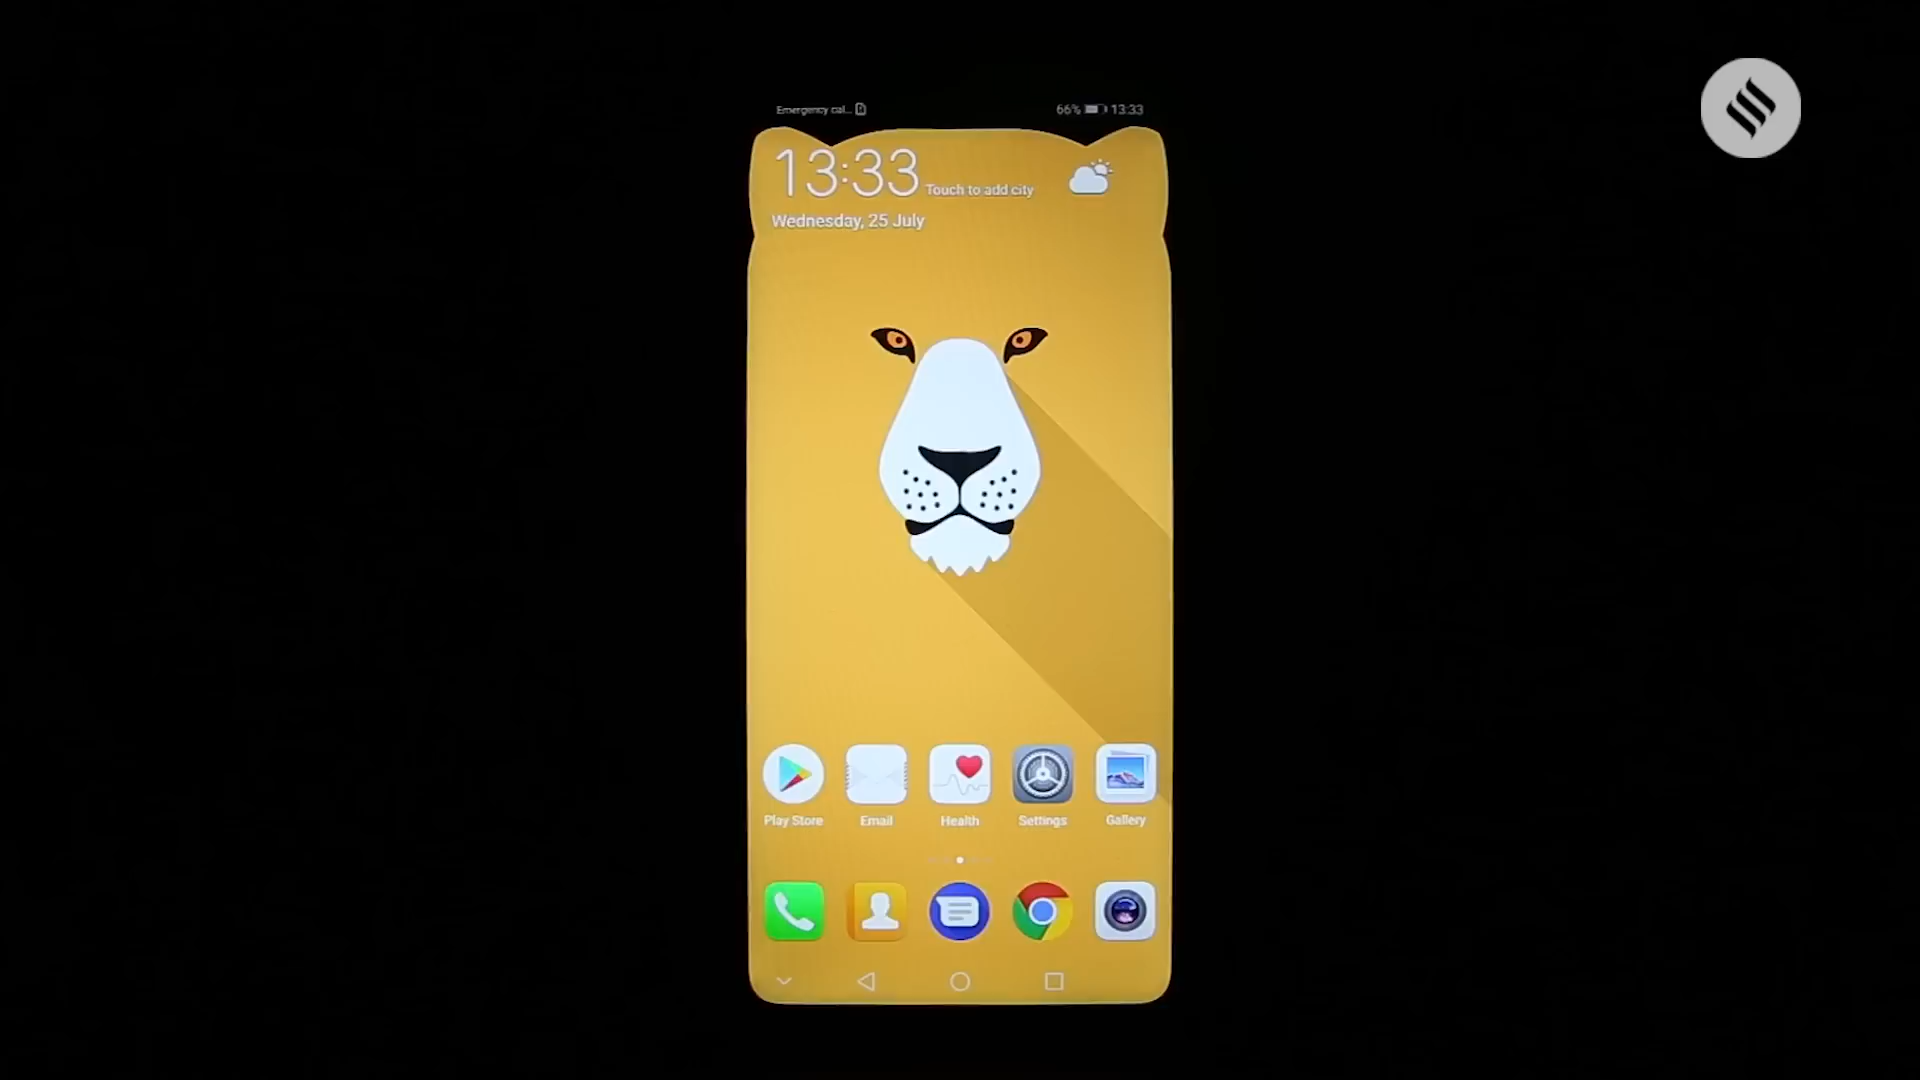 Emergency cal...
66% 13:33
13:33 Touch to add city
Wednesday, 25 July
Play Store Email Health Settings Gallery